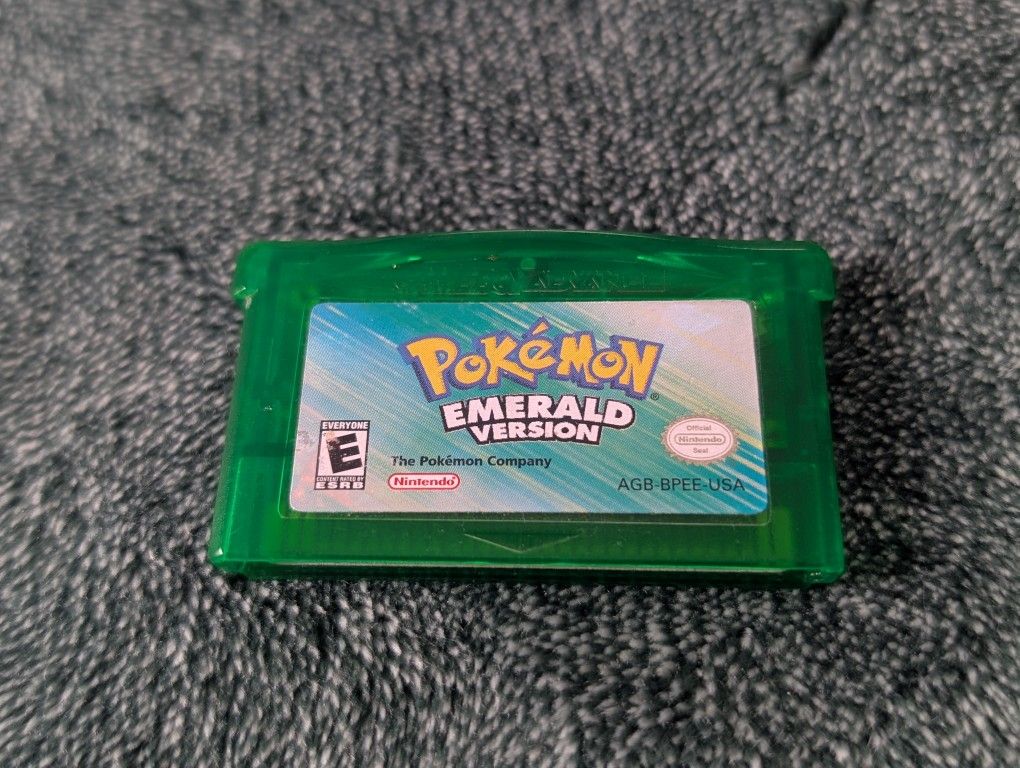 POKéMON®
EMERALD
VERSION
EVERYONE
E
CONTENT RATED BY
ESRB
The Pokémon Company
Nintendo®
Official
Nintendo
Seal
AGB-BPEE-USA